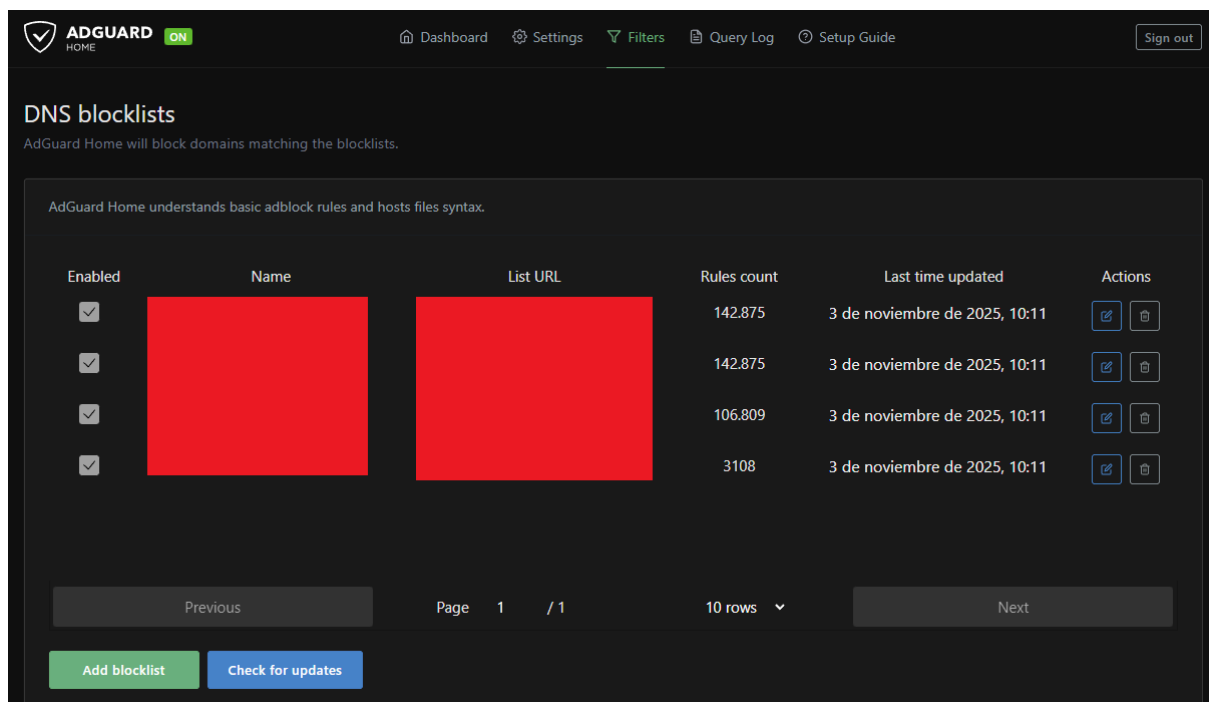 ADGUARD ON
HOME
Dashboard Settings Filters Query Log Setup Guide Sign out
DNS blocklists
AdGuard Home will block domains matching the blocklists.
AdGuard Home understands basic adblock rules and hosts files syntax.
Enabled Name List URL Rules count Last time updated Actions
142.875 3 de noviembre de 2025, 10:11
142.875 3 de noviembre de 2025, 10:11
106.809 3 de noviembre de 2025, 10:11
3108 3 de noviembre de 2025, 10:11
Previous Page 1 / 1 10 rows Next
Add blocklist Check for updates